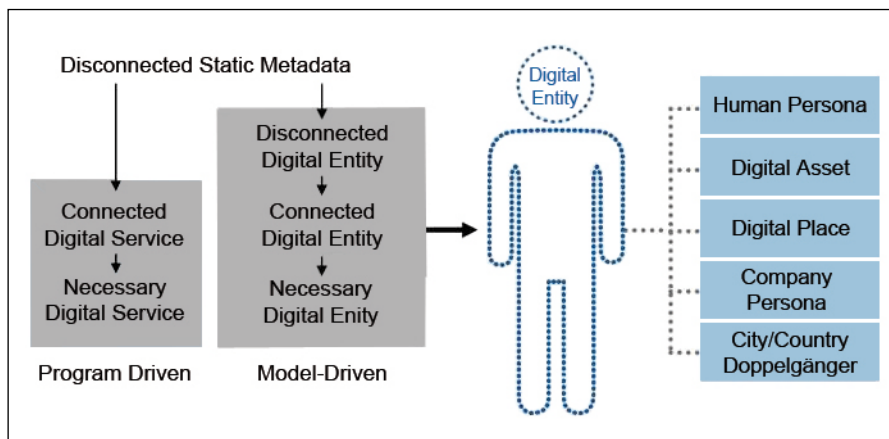 Disconnected Static Metadata
Connected
Digital Service
Necessary
Digital Service
Program Driven
Disconnected
Digital Entity
Connected
Digital Entity
Necessary
Digital Enity
Model-Driven
Digital
Entity
Human Persona
Digital Asset
Digital Place
Company
Persona
City/Country
Doppelgänger